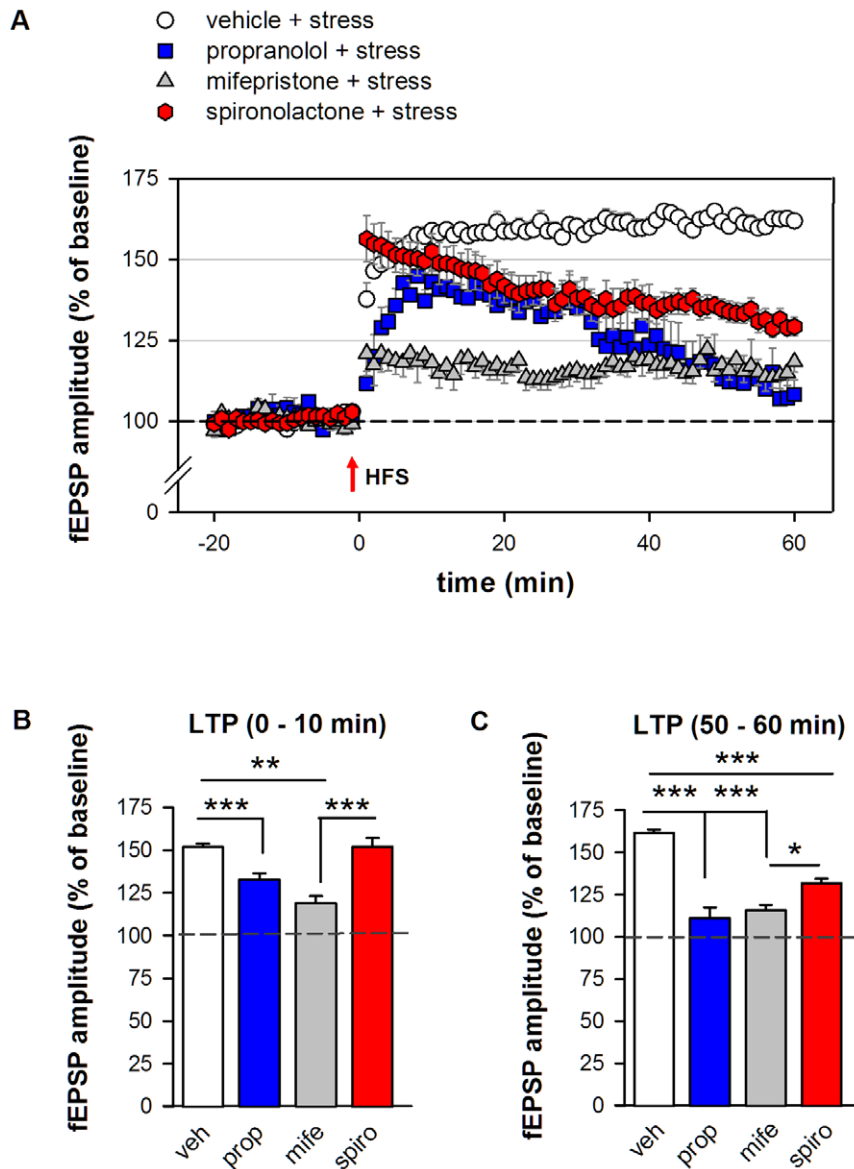 A
vehicle + stress
propranolol + stress
mifepristone + stress
spironolactone + stress
fEPSP amplitude (% of baseline)
175
150
125
100
0
HFS
-20 0 20 40 60
time (min)
B
LTP (0 - 10 min)
**
*** ***
fEPSP amplitude (% of baseline)
175
150
125
100
75
50
25
0
veh prop mife spiro
C
LTP (50 - 60 min)
***
*** ***
*
fEPSP amplitude (% of baseline)
175
150
125
100
75
50
25
0
veh prop mife spiro